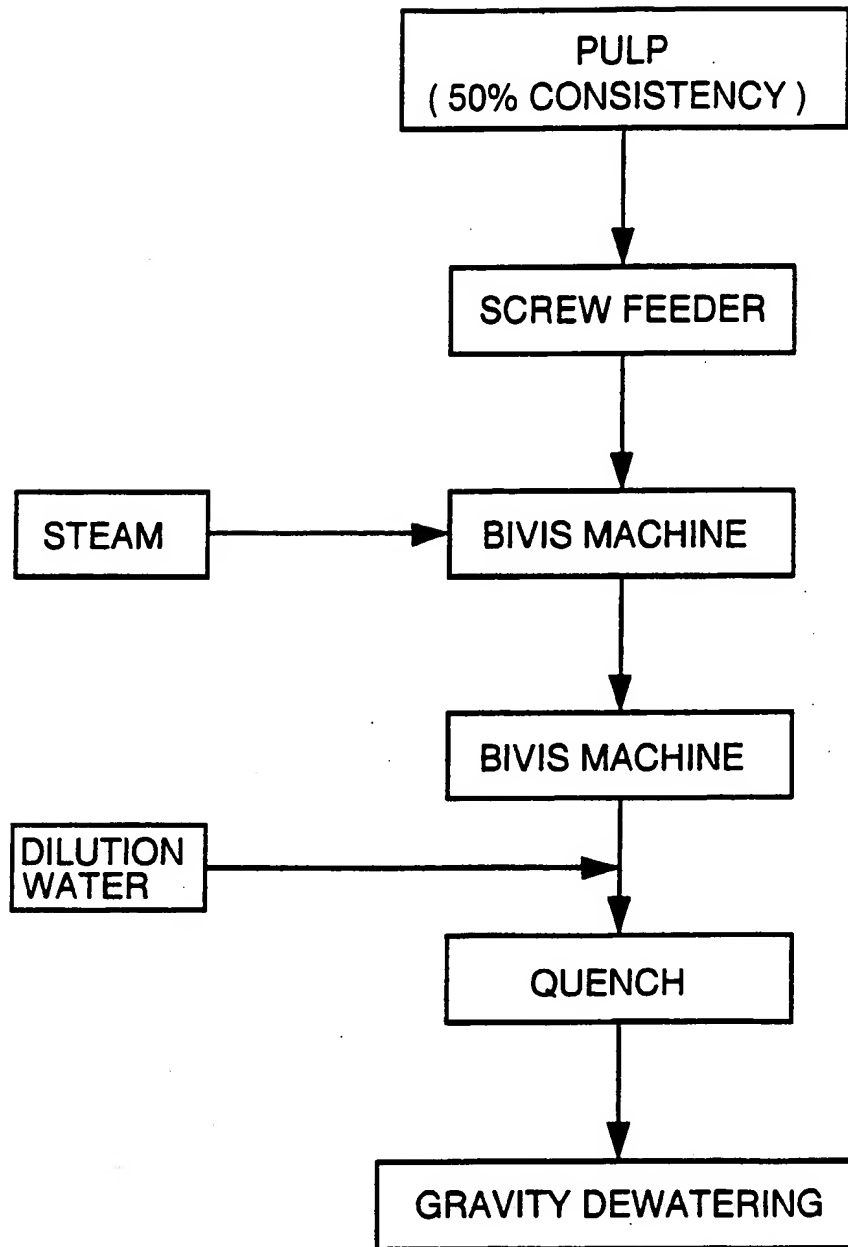 PULP
( 50% CONSISTENCY )
SCREW FEEDER
STEAM
BIVIS MACHINE
BIVIS MACHINE
DILUTION
WATER
QUENCH
GRAVITY DEWATERING